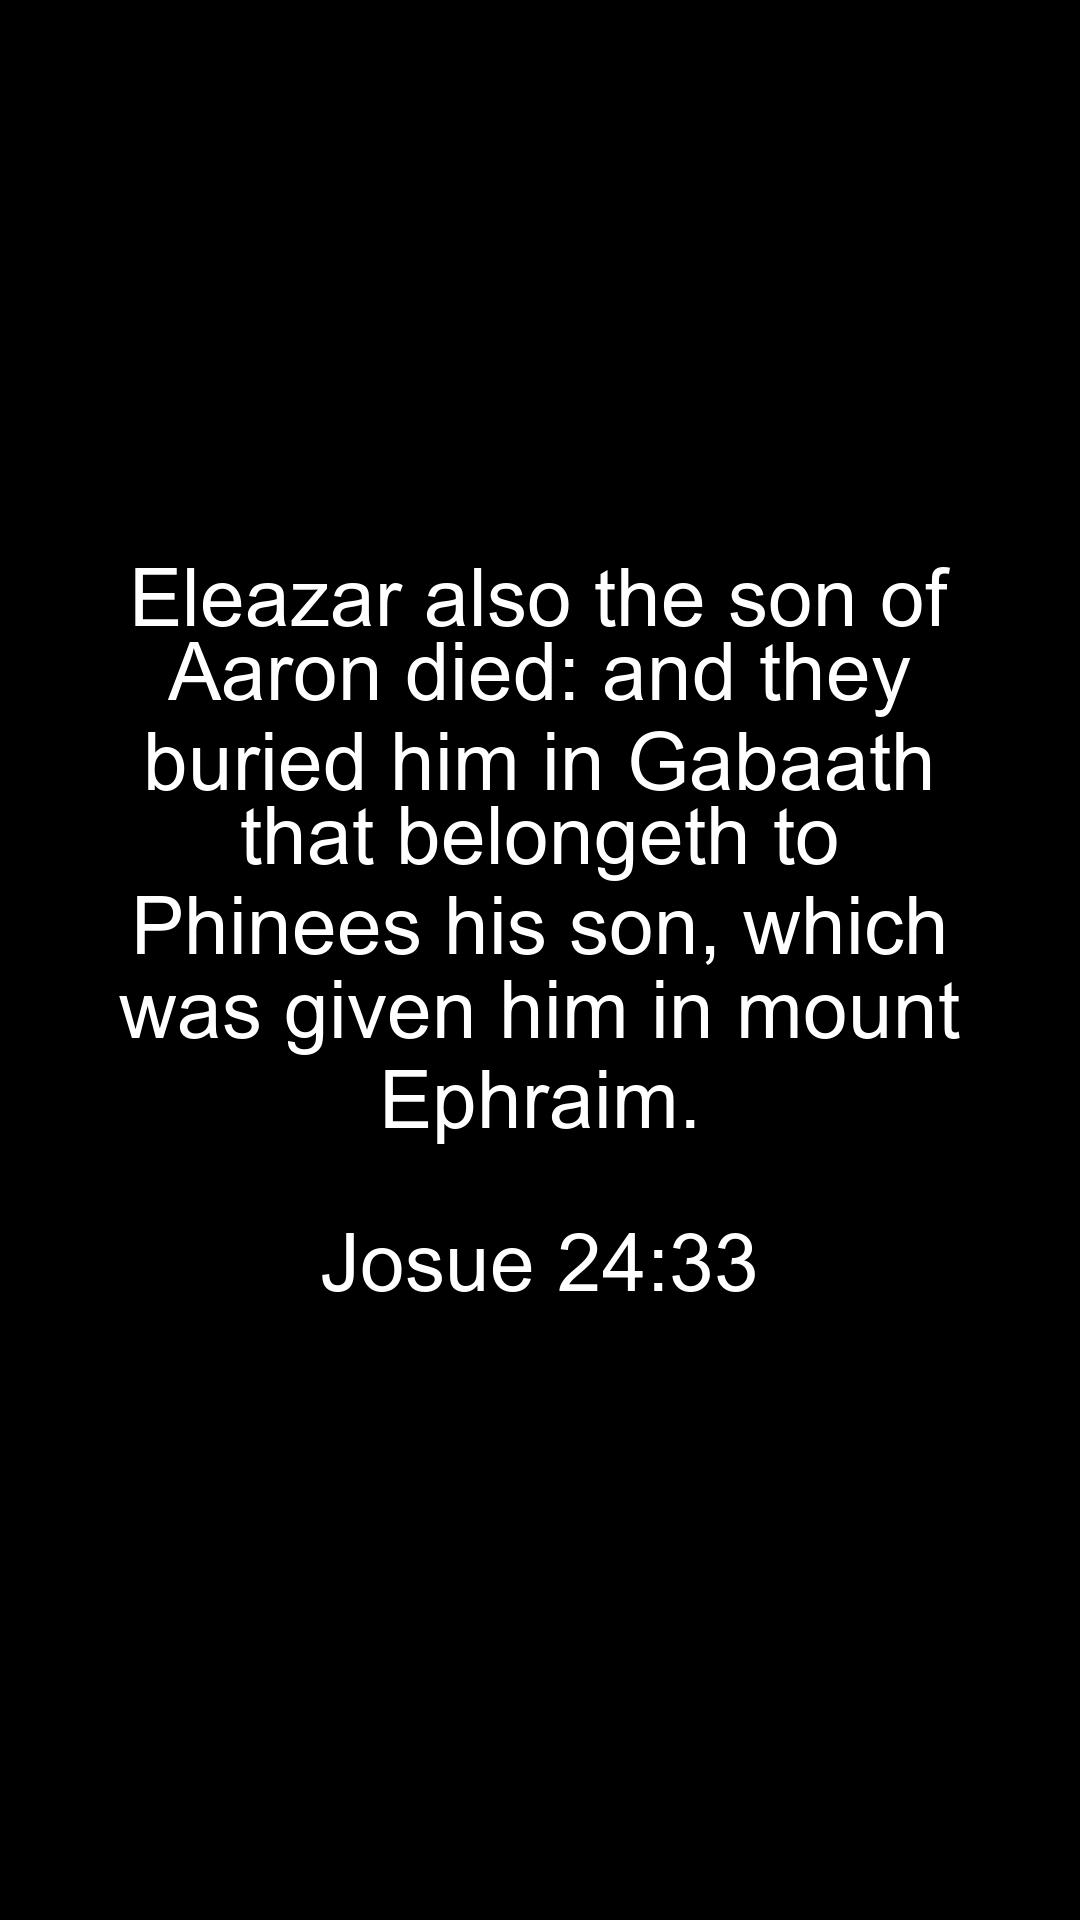 Eleazar also the son of
Aaron died: and they
buried him in Gabaath
that belongeth to
Phinees his son, which
was given him in mount
Ephraim.
Josue 24:33